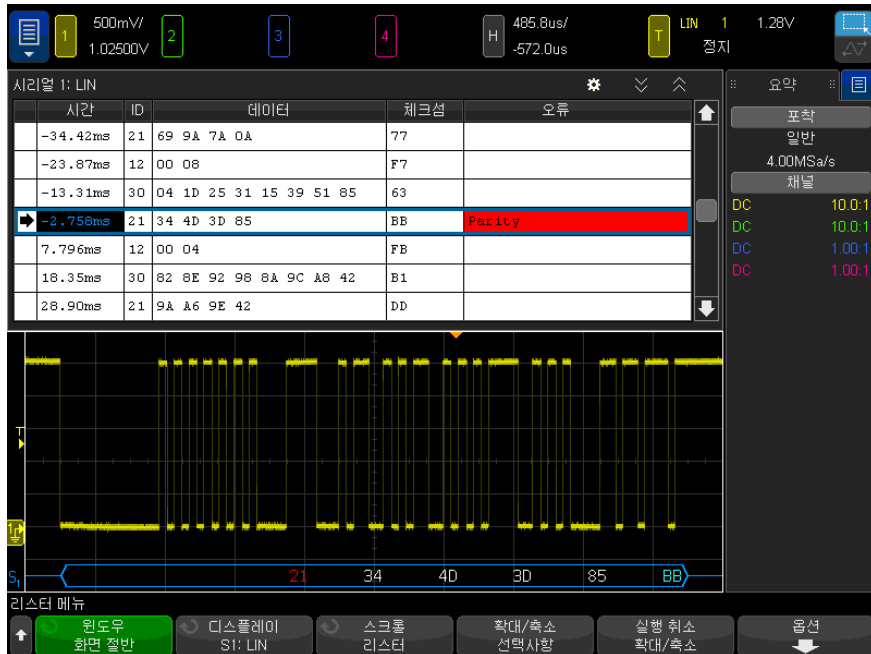 1 500mV/ 2 3 4 H 485.8us/ T LIN 1 1.28V
1.02500V -572.0us 정지
시리얼 1: LIN
시간 ID 데이터 체크섬 오류
-34.42ms 21 69 9A 7A 0A 77
-23.87ms 12 00 08 F7
-13.31ms 30 04 1D 25 31 15 39 51 85 63
-2.758ms 21 34 4D 3D 85 BB Parity
7.796ms 12 00 04 FB
18.35ms 30 82 8E 92 98 8A 9C A8 42 B1
28.90ms 21 9A A6 9E 42 DD
요약
포착
일반
4.00MSa/s
채널
DC 10.0:1
DC 10.0:1
DC 1.00:1
DC 1.00:1
T
1
S1 21 34 4D 3D 85 BB
리스터 메뉴
윈도우 디스플레이 스크롤 확대/축소 실행 취소 옵션
화면 절반 S1: LIN 리스터 선택사항 확대/축소